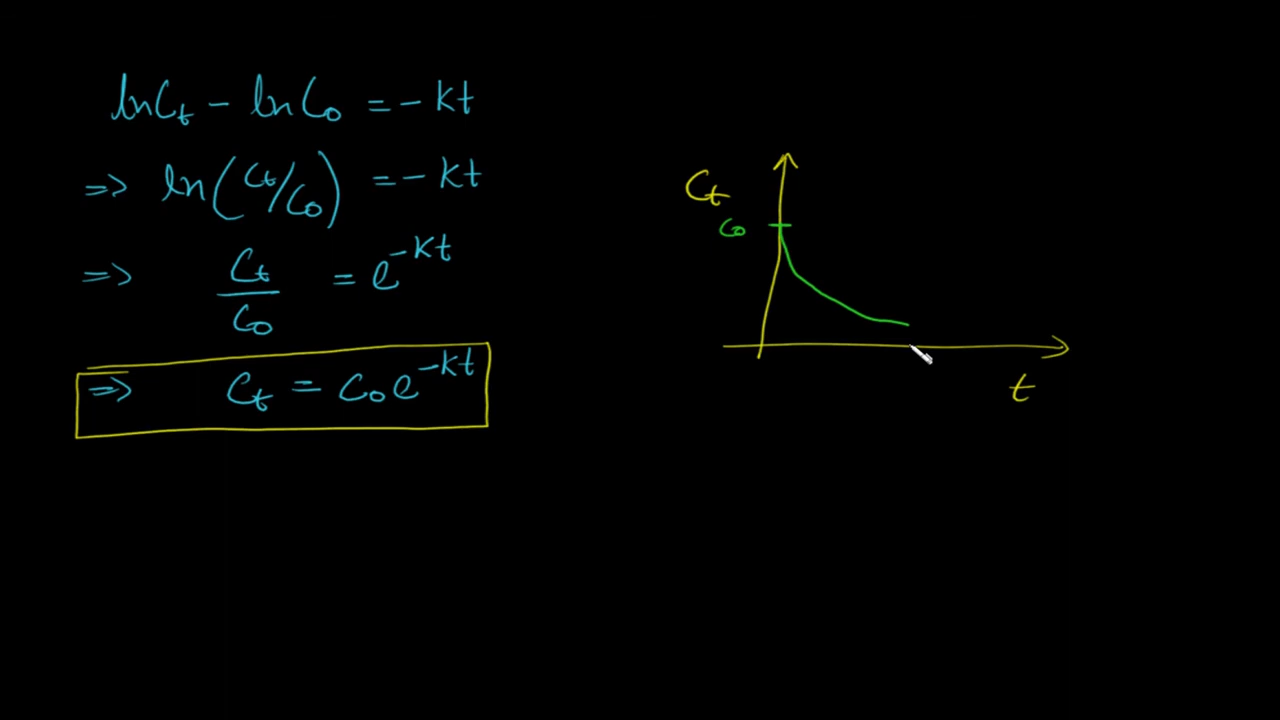 lnCt - lnC0 = -kt
=> ln(Ct/C0) = -kt
=> Ct/C0 = e^-kt
=> Ct = C0e^-kt
Ct
C0
t